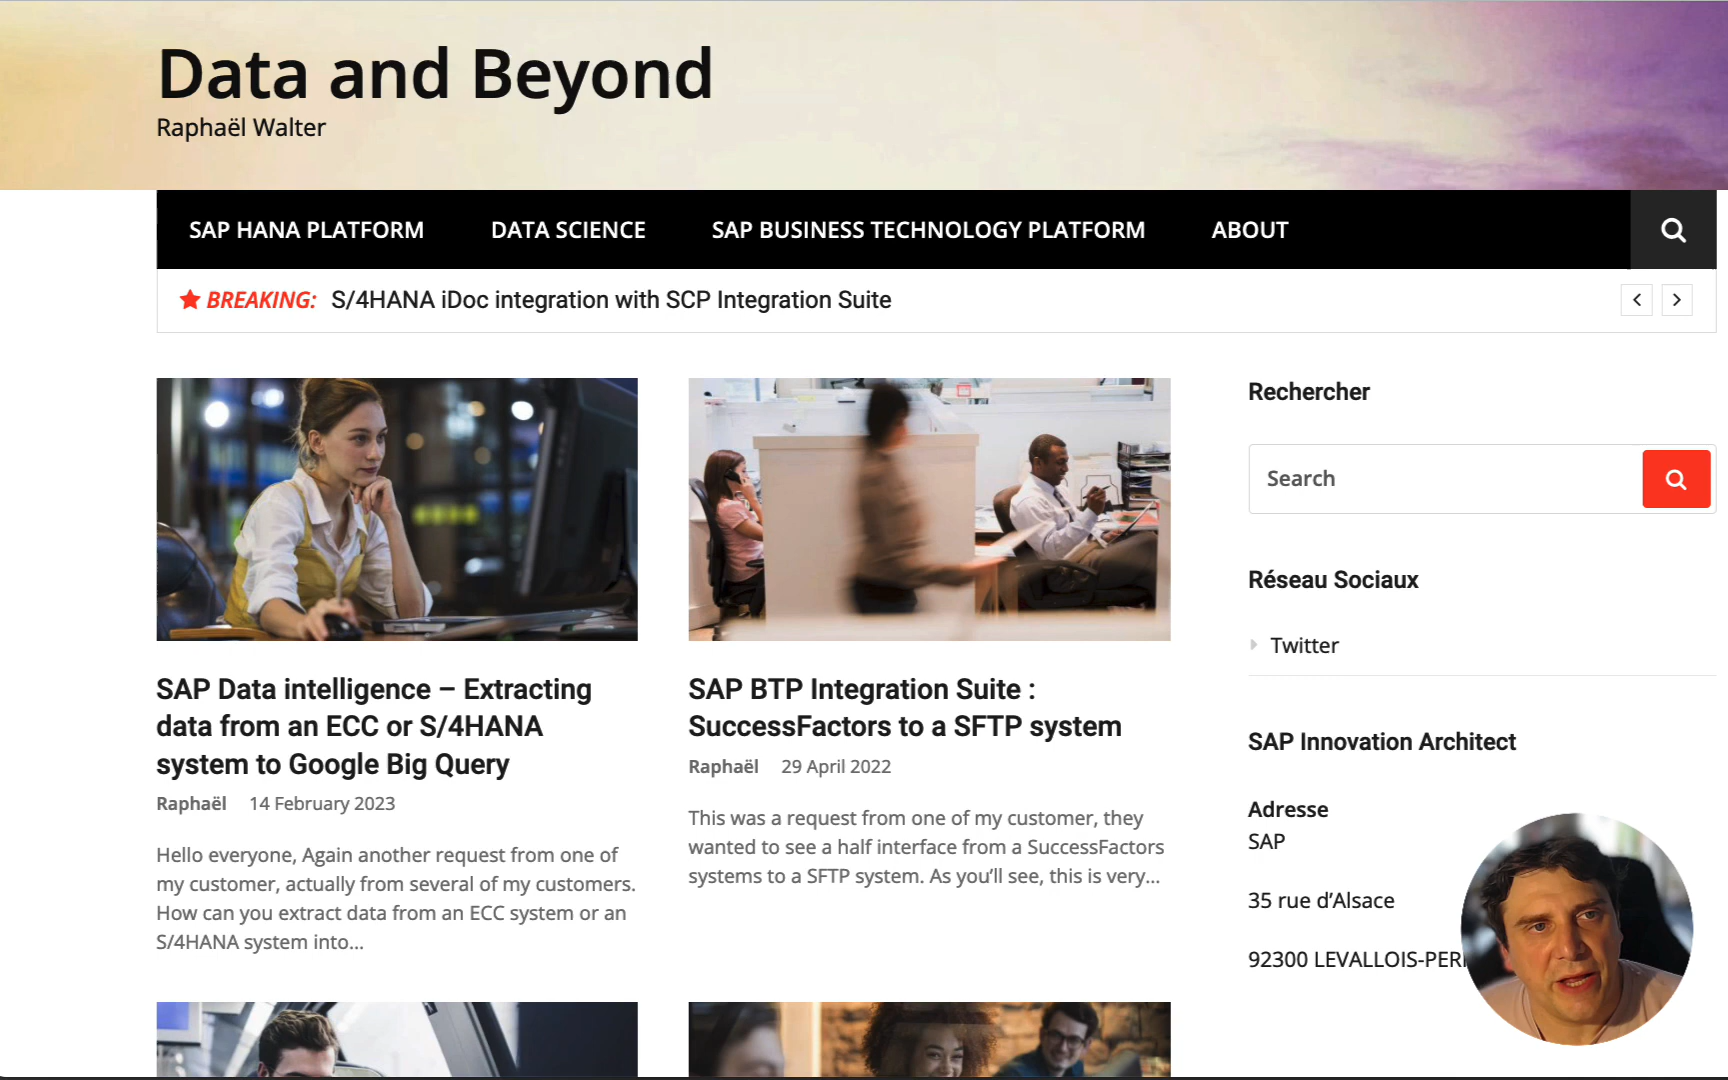 Data and Beyond
Raphaël Walter
SAP HANA PLATFORM
DATA SCIENCE
SAP BUSINESS TECHNOLOGY PLATFORM
ABOUT
BREAKING: S/4HANA iDoc integration with SCP Integration Suite
SAP Data intelligence – Extracting
data from an ECC or S/4HANA
system to Google Big Query
Raphaël 14 February 2023
Hello everyone, Again another request from one of
my customer, actually from several of my customers.
How can you extract data from an ECC system or an
S/4HANA system into...
SAP BTP Integration Suite :
SuccessFactors to a SFTP system
Raphaël 29 April 2022
This was a request from one of my customer, they
wanted to see a half interface from a SuccessFactors
systems to a SFTP system. As you’ll see, this is very...
Rechercher
Search
Réseau Sociaux
Twitter
SAP Innovation Architect
Adresse
SAP
35 rue d’Alsace
92300